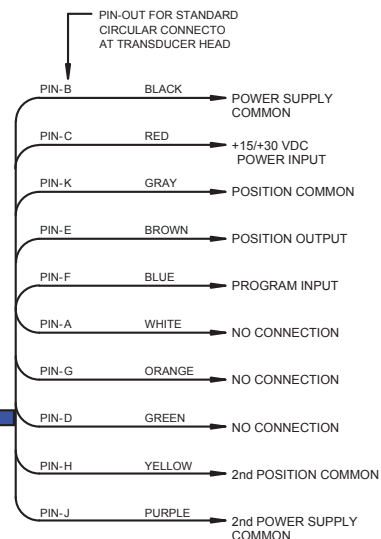 PIN-OUT FOR STANDARD
CIRCULAR CONNECTO
AT TRANSDUCER HEAD
PIN-B BLACK POWER SUPPLY
COMMON
PIN-C RED +15/+30 VDC
POWER INPUT
PIN-K GRAY POSITION COMMON
PIN-E BROWN POSITION OUTPUT
PIN-F BLUE PROGRAM INPUT
PIN-A WHITE NO CONNECTION
PIN-G ORANGE NO CONNECTION
PIN-D GREEN NO CONNECTION
PIN-H YELLOW 2nd POSITION COMMON
PIN-J PURPLE 2nd POWER SUPPLY
COMMON